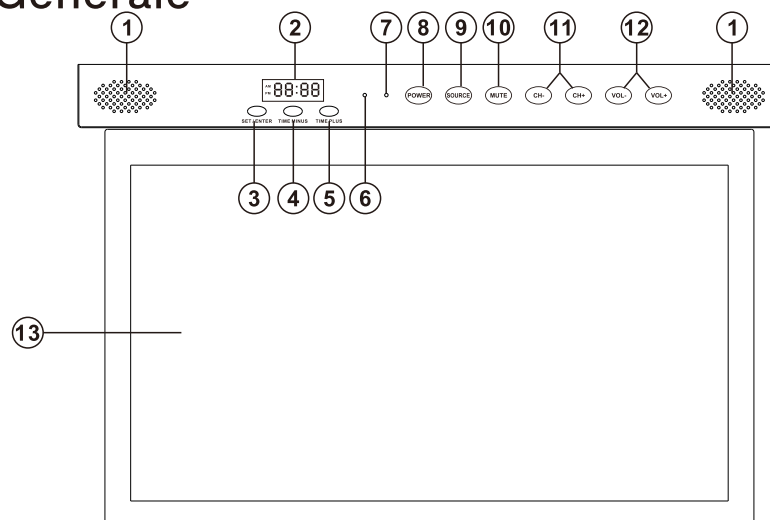 Generale
1 2 7 8 9 10 11 12 1
AM 88:88
PM
POWER SOURCE MUTE CH- CH+ VOL- VOL+
SET / ENTER TIME MINUS TIME PLUS
3 4 5 6
13